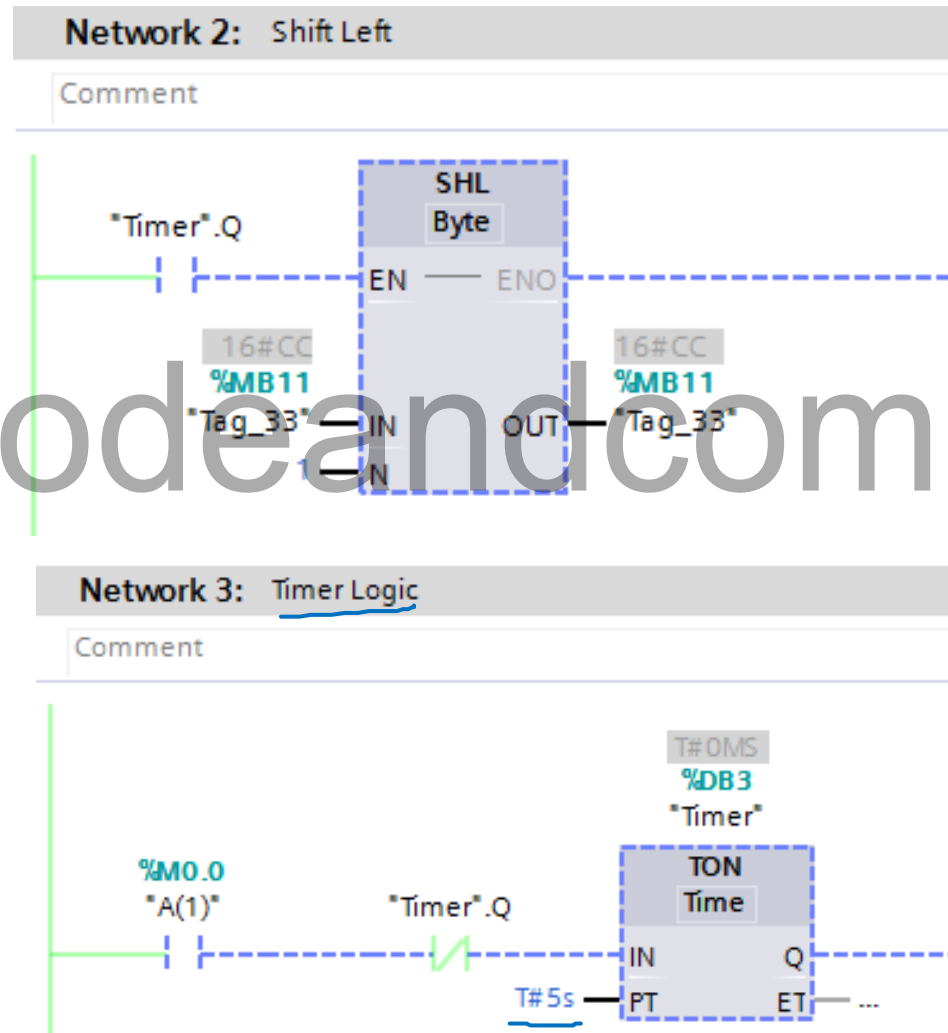 Network 2: Shift Left
Comment
SHL
Byte
"Timer".Q
EN ENO
16#CC 16#CC
%MB11 %MB11
"Tag_33" IN OUT "Tag_33"
1 N
odeandcom
Network 3: Timer Logic
Comment
T#0MS
%DB3
"Timer"
%M0.0
TON
"A(1)" "Timer".Q Time
IN Q
T#5s PT ET ...